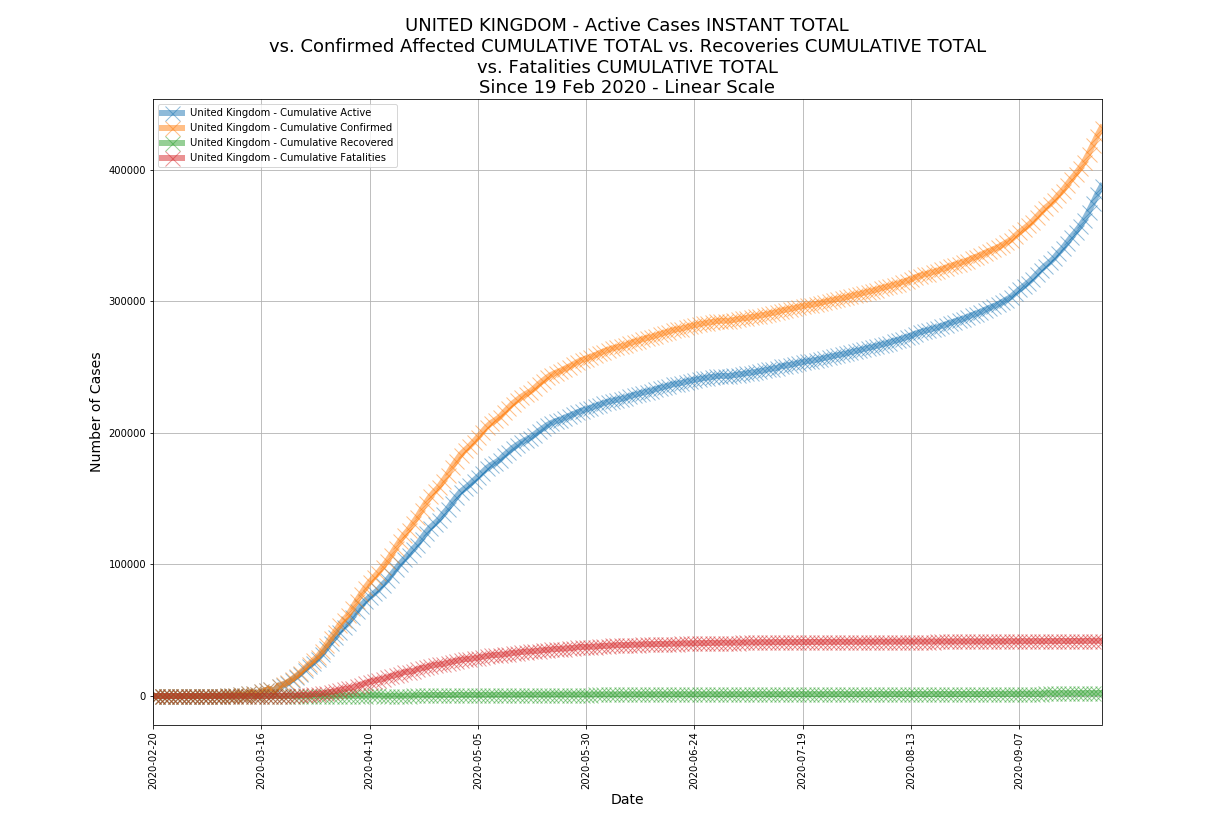 UNITED KINGDOM - Active Cases INSTANT TOTAL
vs. Confirmed Affected CUMULATIVE TOTAL vs. Recoveries CUMULATIVE TOTAL
vs. Fatalities CUMULATIVE TOTAL
Since 19 Feb 2020 - Linear Scale
United Kingdom - Cumulative Active
United Kingdom - Cumulative Confirmed
United Kingdom - Cumulative Recovered
United Kingdom - Cumulative Fatalities
Number of Cases
400000
300000
200000
100000
0
2020-02-20
2020-03-16
2020-04-10
2020-05-05
2020-05-30
2020-06-24
2020-07-19
2020-08-13
2020-09-07
Date